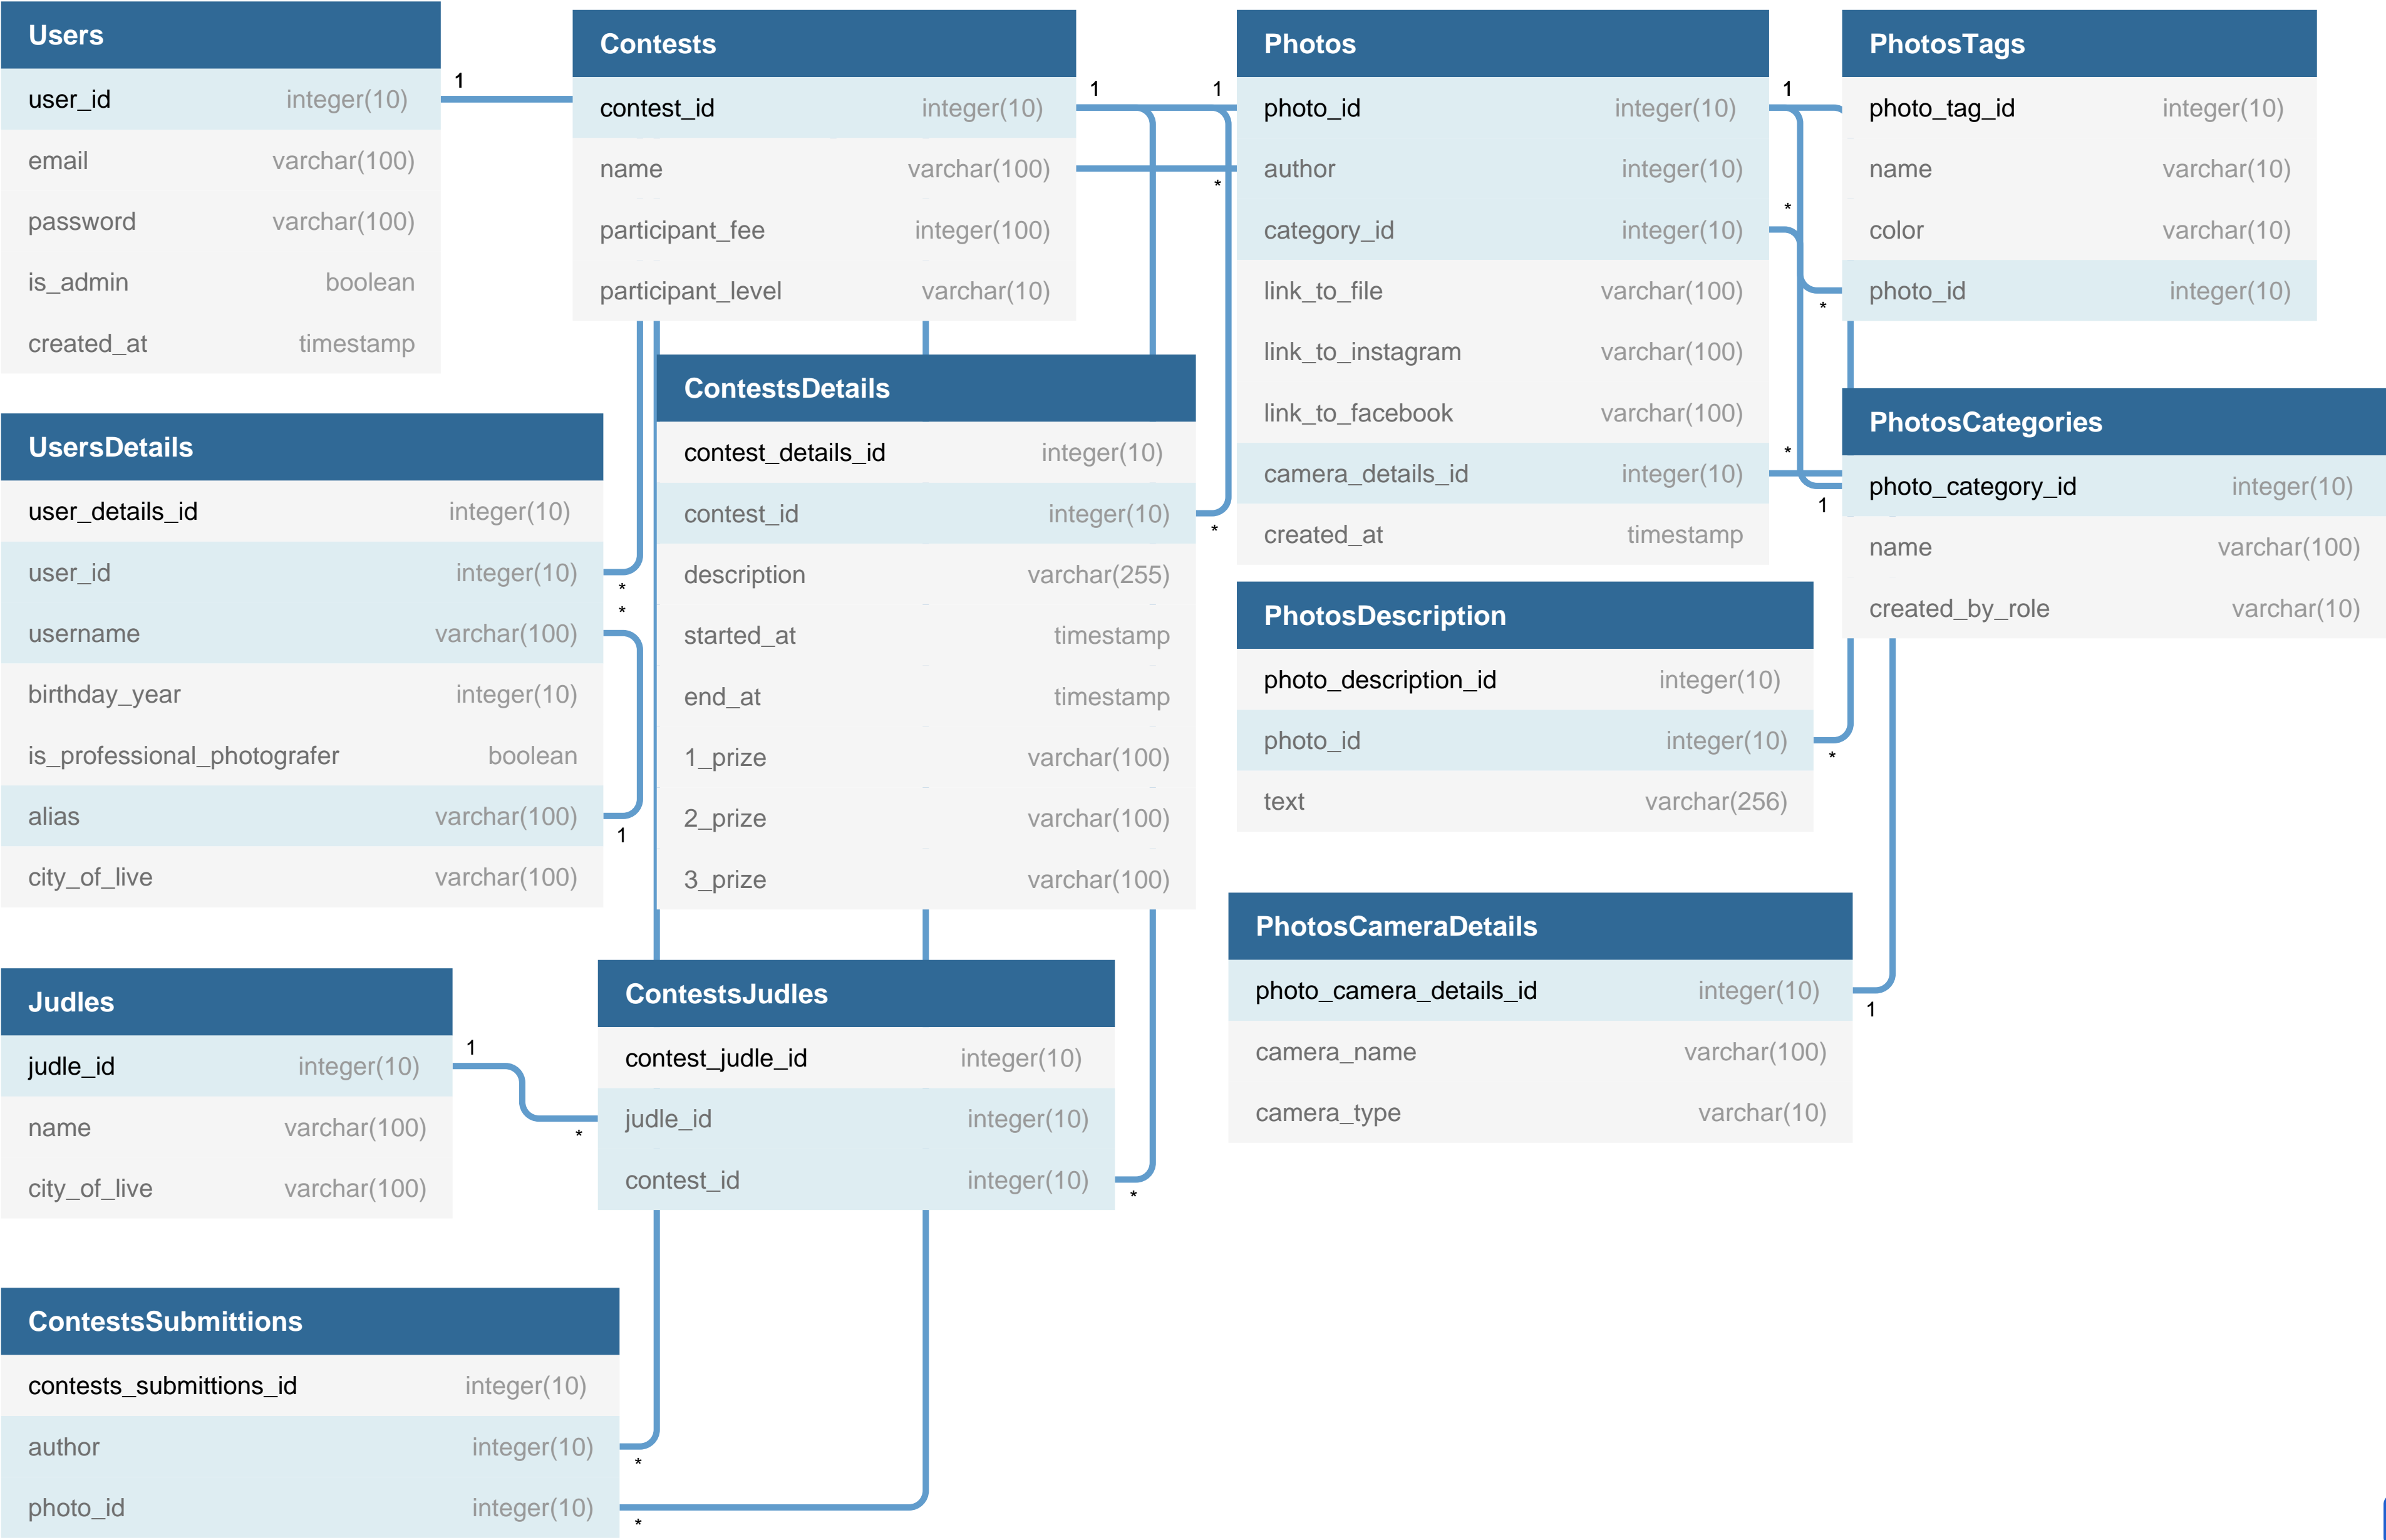 Users
user_id integer(10)
email varchar(100)
password varchar(100)
is_admin boolean
created_at timestamp
1
Contests
contest_id integer(10)
name varchar(100)
participant_fee integer(100)
participant_level varchar(10)
1
1
*
Photos
photo_id integer(10)
author integer(10)
category_id integer(10)
link_to_file varchar(100)
link_to_instagram varchar(100)
link_to_facebook varchar(100)
camera_details_id integer(10)
created_at timestamp
1
*
*
*
1
PhotosTags
photo_tag_id integer(10)
name varchar(10)
color varchar(10)
photo_id integer(10)
UsersDetails
user_details_id integer(10)
user_id integer(10)
username varchar(100)
birthday_year integer(10)
is_professional_photografer boolean
alias varchar(100)
city_of_live varchar(100)
*
*
1
ContestsDetails
contest_details_id integer(10)
contest_id integer(10)
description varchar(255)
started_at timestamp
end_at timestamp
1_prize varchar(100)
2_prize varchar(100)
3_prize varchar(100)
*
PhotosCategories
photo_category_id integer(10)
name varchar(100)
created_by_role varchar(10)
PhotosDescription
photo_description_id integer(10)
photo_id integer(10)
text varchar(256)
*
PhotosCameraDetails
photo_camera_details_id integer(10)
camera_name varchar(100)
camera_type varchar(10)
1
Judles
judle_id integer(10)
name varchar(100)
city_of_live varchar(100)
1
*
ContestsJudles
contest_judle_id integer(10)
judle_id integer(10)
contest_id integer(10)
*
ContestsSubmittions
contests_submittions_id integer(10)
author integer(10)
photo_id integer(10)
*
*